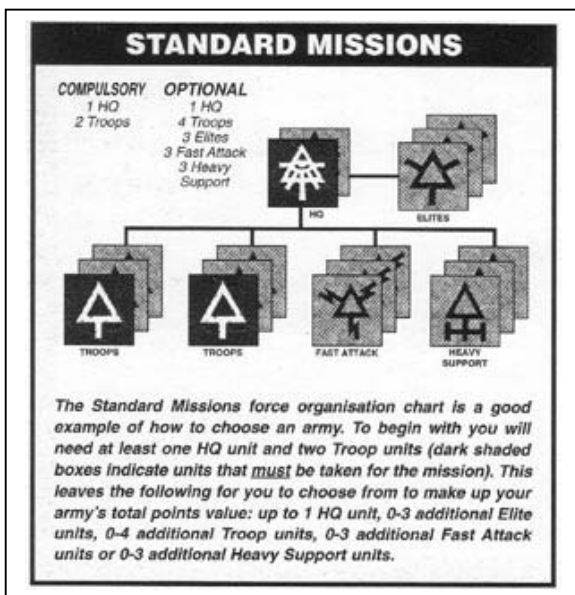 STANDARD MISSIONS
COMPULSORY
1 HQ
2 Troops
OPTIONAL
1 HQ
4 Troops
3 Elites
3 Fast Attack
3 Heavy
Support
HQ
ELITES
TROOPS
TROOPS
FAST ATTACK
HEAVY
SUPPORT
The Standard Missions force organisation chart is a good
example of how to choose an army. To begin with you will
need at least one HQ unit and two Troop units (dark shaded
boxes indicate units that must be taken for the mission). This
leaves the following for you to choose from to make up your
army's total points value: up to 1 HQ unit, 0-3 additional Elite
units, 0-4 additional Troop units, 0-3 additional Fast Attack
units or 0-3 additional Heavy Support units.